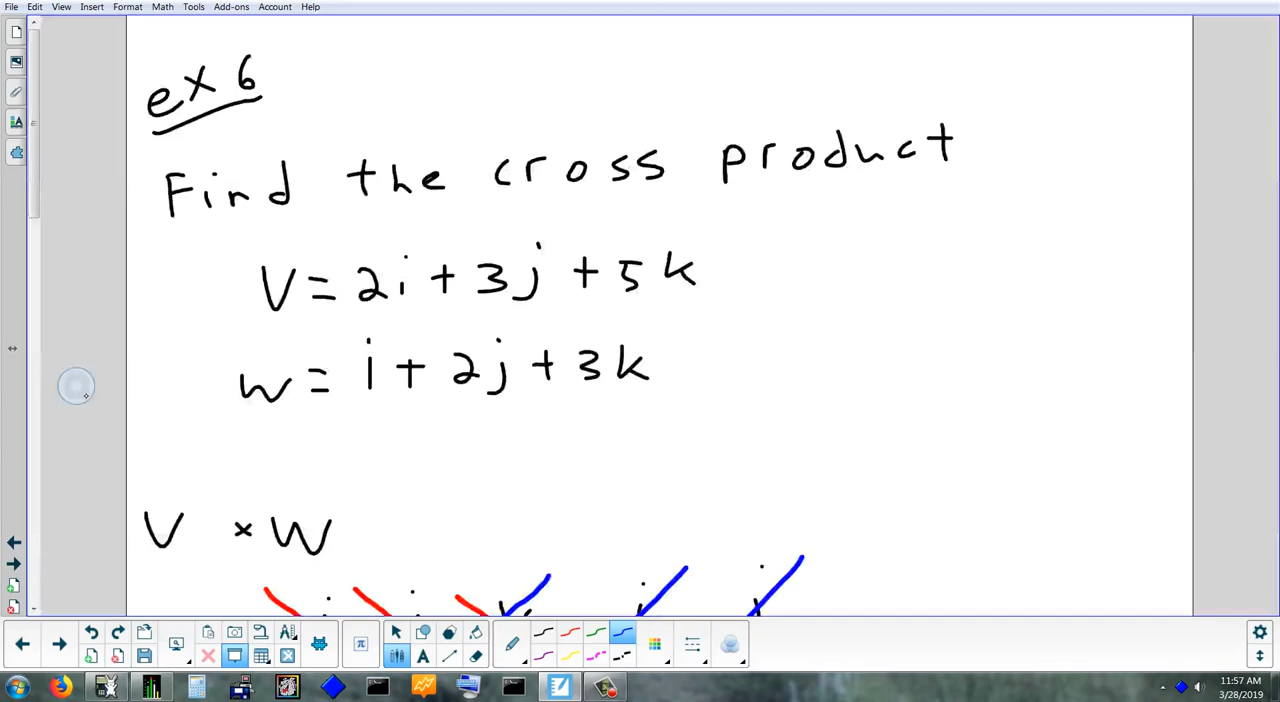 File Edit View Insert Format Math Tools Add-ons Account Help
ex 6
Find the cross product
V = 2i + 3j + 5k
w = i + 2j + 3k
V × W
11:57 AM
3/28/2019